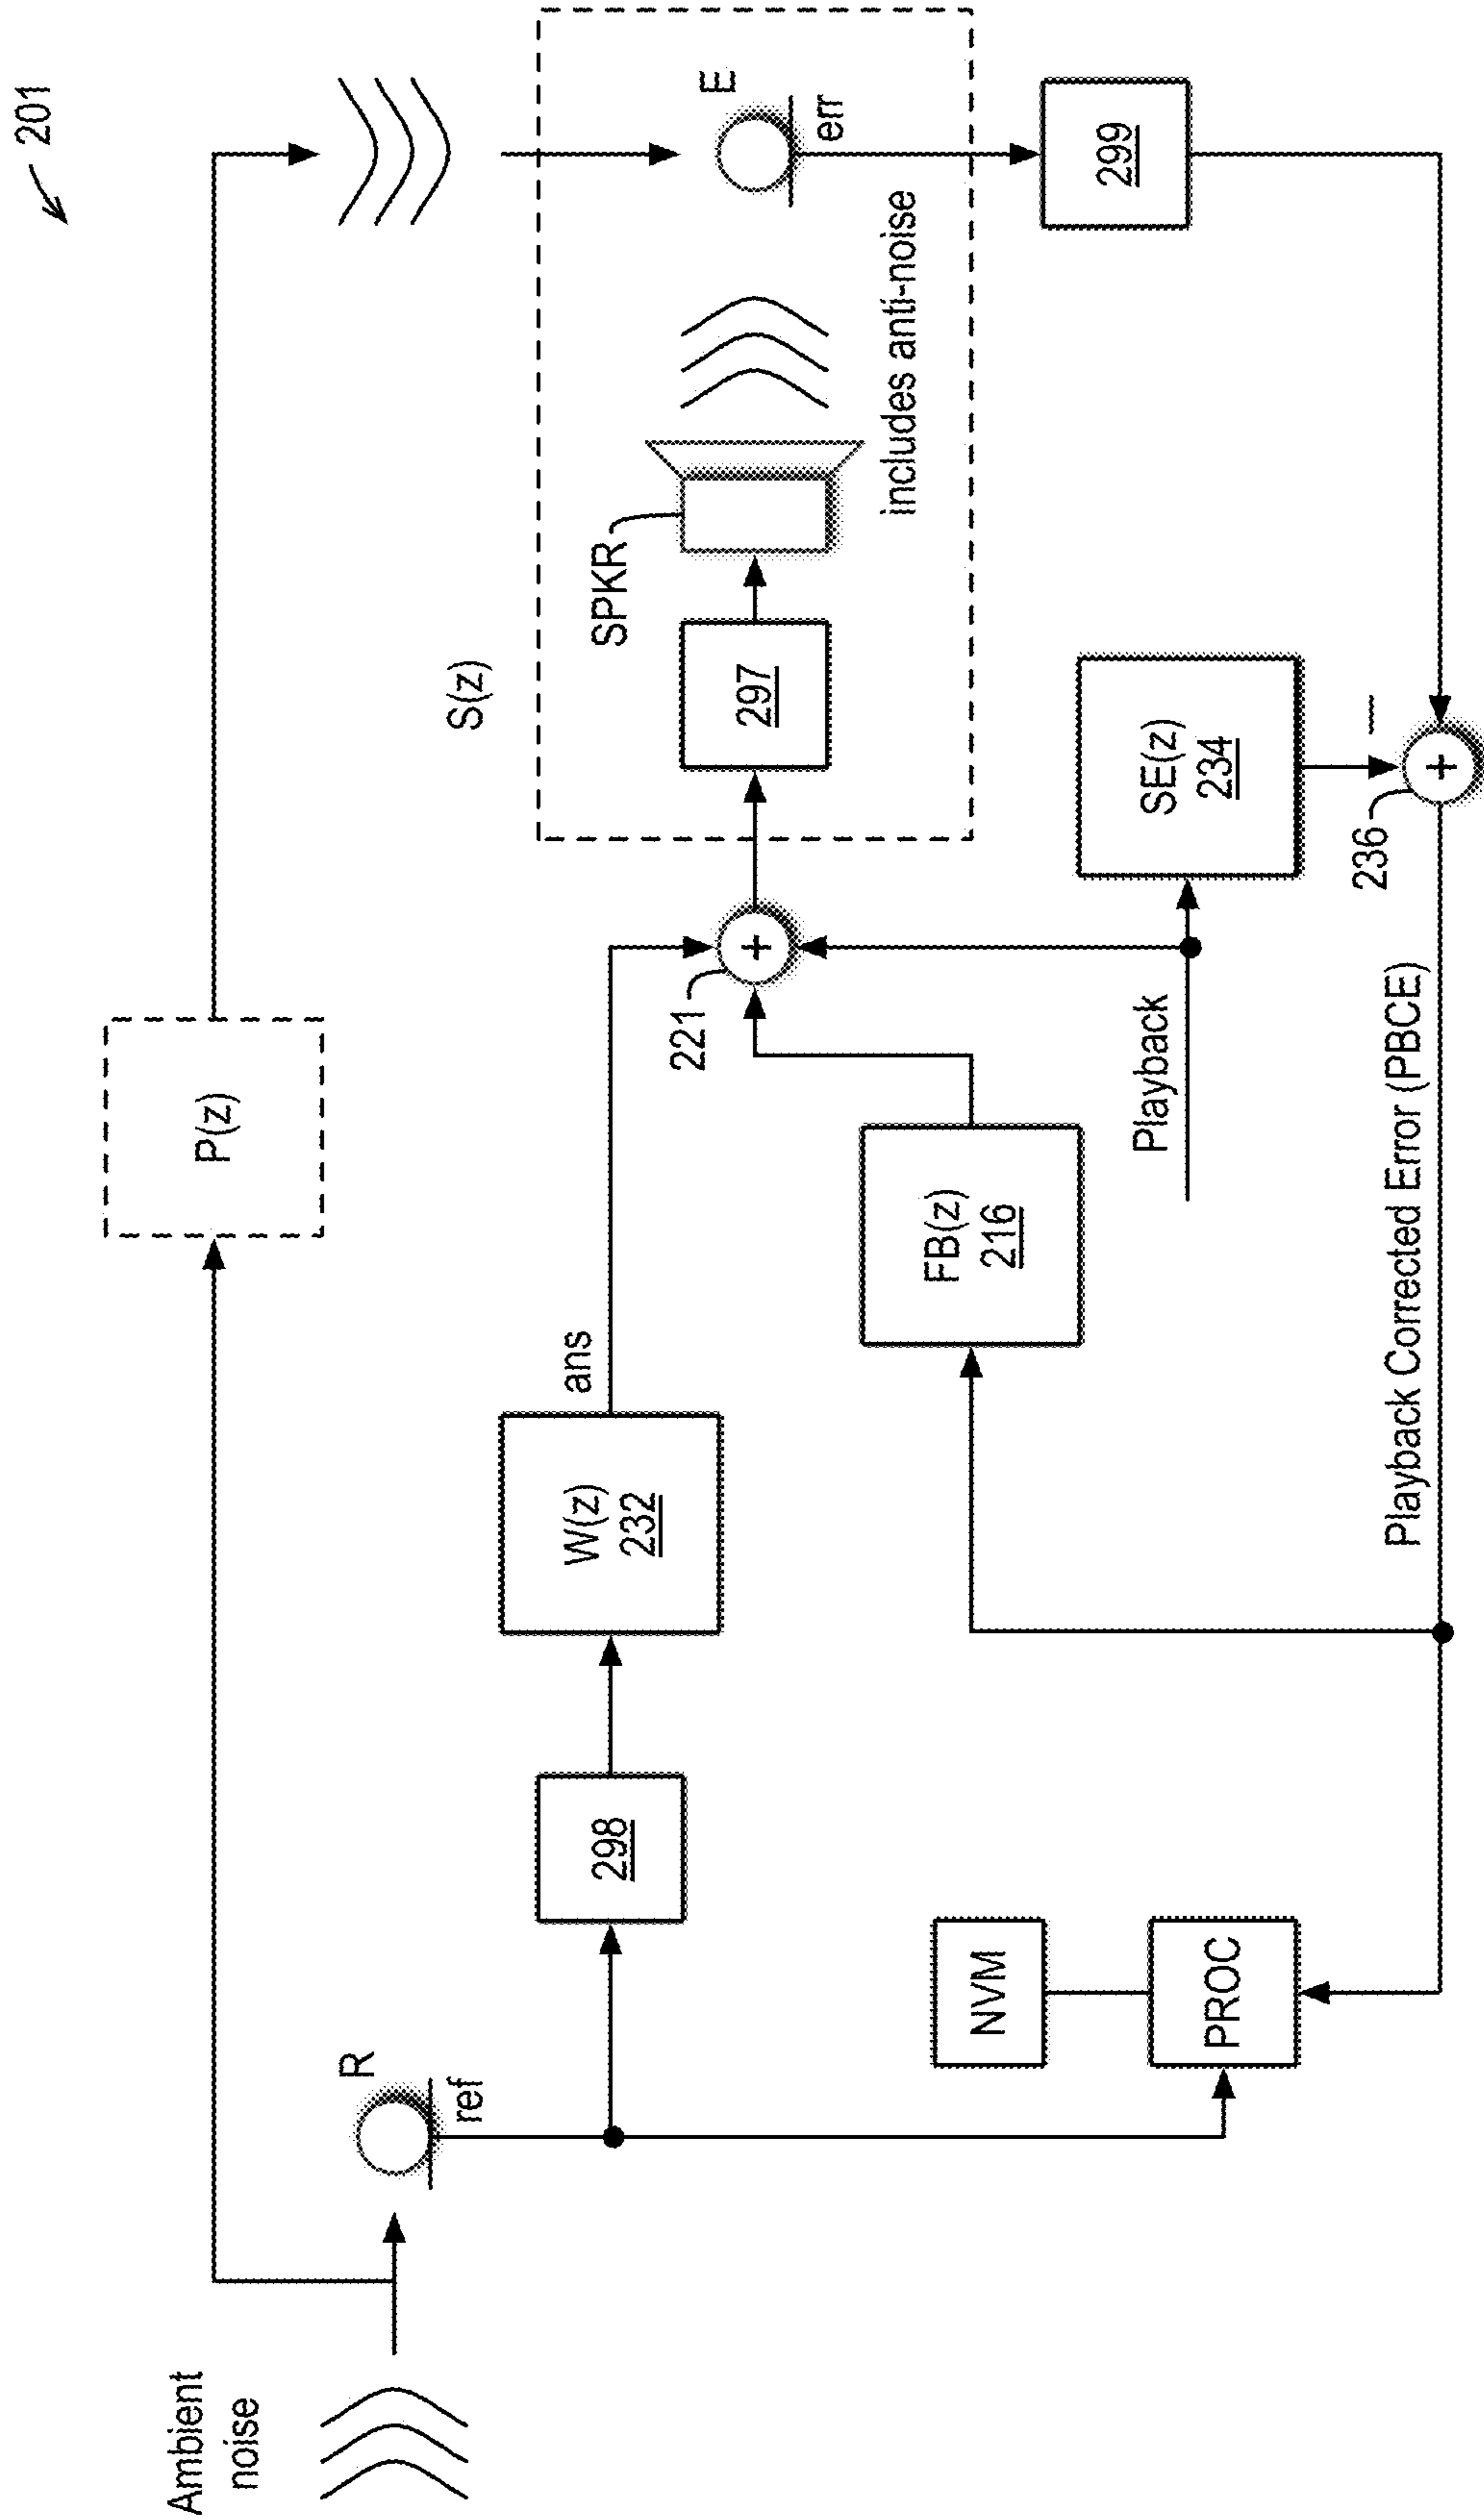 201
P(z)
Ambient
noise
R
ref
298
W(z)
232
ans
S(z)
SPKR
297
E
err
includes anti-noise
221
+
299
FB(z)
216
Playback
SE(z)
234
–
236
+
NVM
PROC
Playback Corrected Error (PBCE)